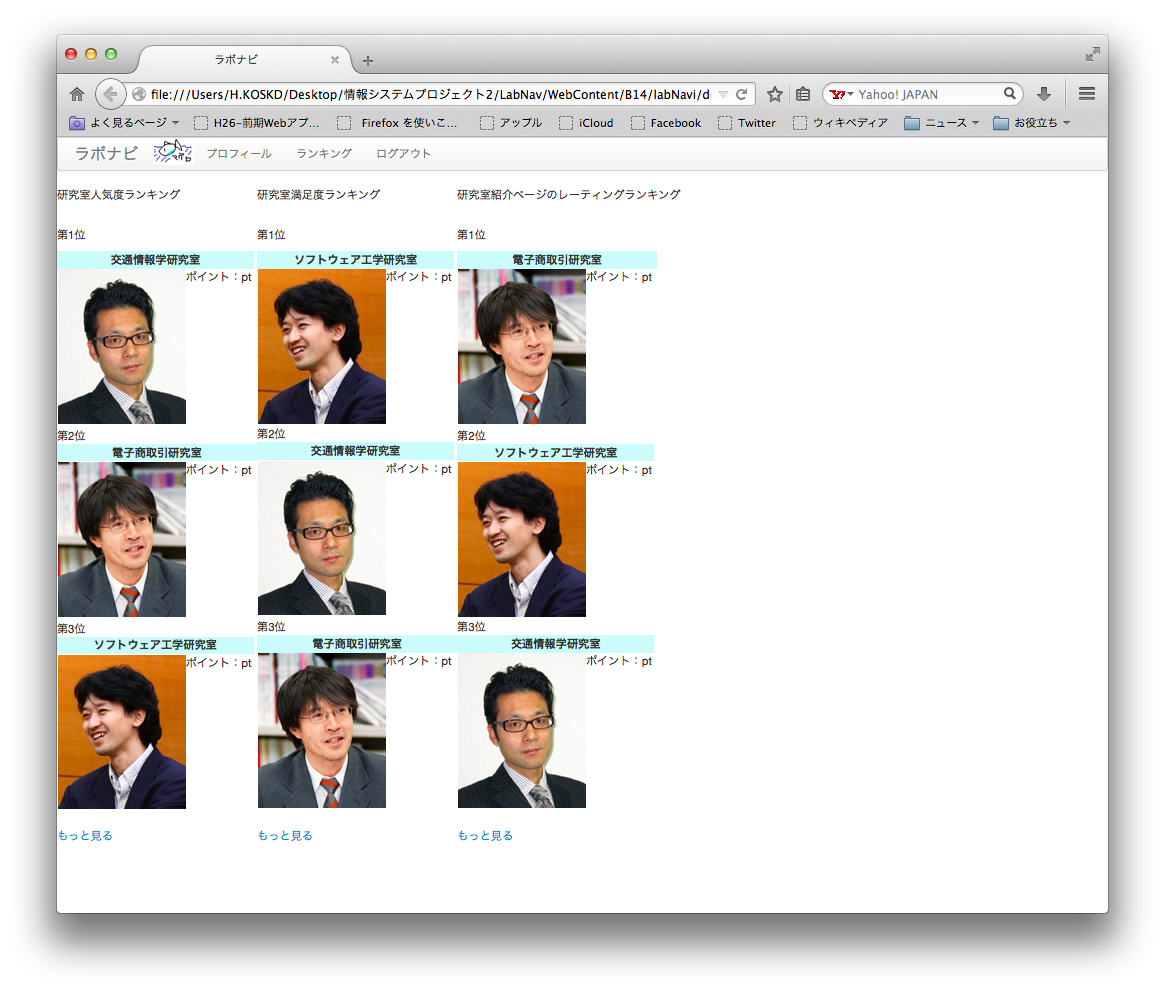 ラボナビ
file:///Users/H.KOSKD/Desktop/情報システムプロジェクト2/LabNav/WebContent/B14/labNavi/d
Yahoo! JAPAN
よく見るページ
H26-前期Webアプ...
Firefox を使いこ...
アップル
iCloud
Facebook
Twitter
ウィキペディア
ニュース
お役立ち
ラボナビ
マグロ
プロフィール
ランキング
ログアウト
研究室人気度ランキング
第1位
交通情報学研究室
ポイント：pt
第2位
電子商取引研究室
ポイント：pt
第3位
ソフトウェア工学研究室
ポイント：pt
もっと見る
研究室満足度ランキング
第1位
ソフトウェア工学研究室
ポイント：pt
第2位
交通情報学研究室
ポイント：pt
第3位
電子商取引研究室
ポイント：pt
もっと見る
研究室紹介ページのレーティングランキング
第1位
電子商取引研究室
ポイント：pt
第2位
ソフトウェア工学研究室
ポイント：pt
第3位
交通情報学研究室
ポイント：pt
もっと見る